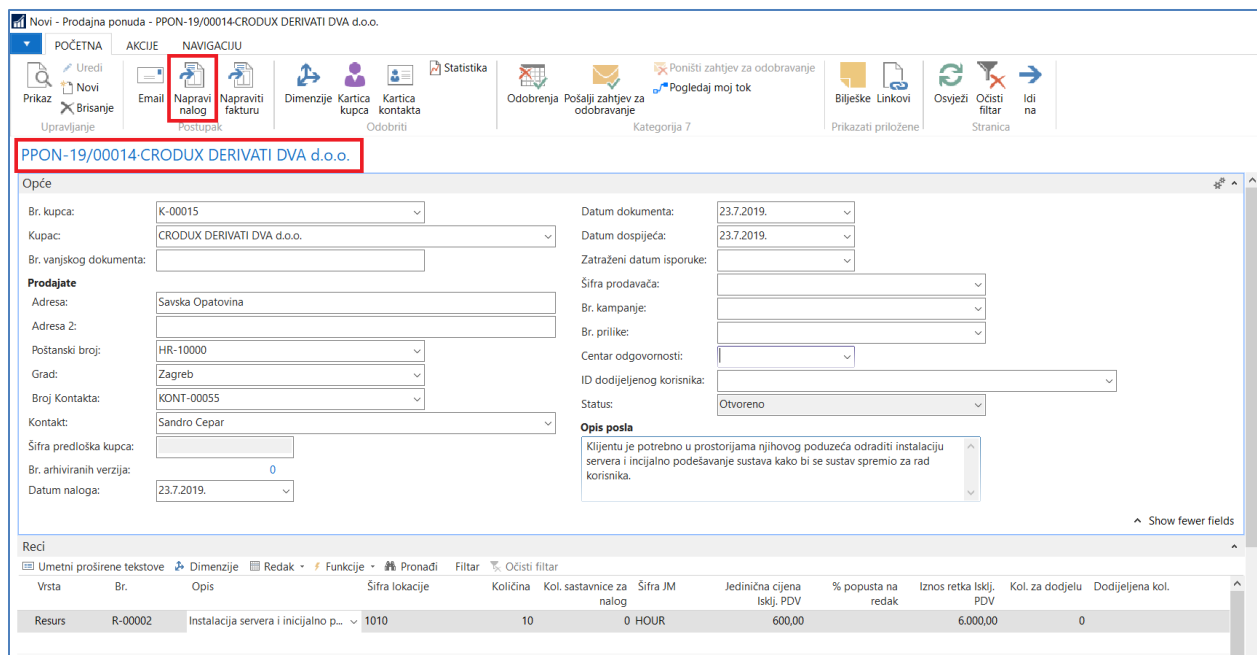 Novi - Prodajna ponuda - PPON-19/00014·CRODUX DERIVATI DVA d.o.o.
POČETNA AKCIJE NAVIGACIJU
Prikaz
Uredi
Novi
Brisanje
Upravljanje
Email
Napravi nalog
Napraviti fakturu
Postupak
Dimenzije
Kartica kupca
Kartica kontakta
Statistika
Odobriti
Odobrenja
Pošalji zahtjev za odobravanje
Poništi zahtjev za odobravanje
Pogledaj moj tok
Kategorija 7
Bilješke
Linkovi
Prikazati priložene
Osvježi
Očisti filtar
Idi na
Stranica
PPON-19/00014·CRODUX DERIVATI DVA d.o.o.
Opće
Br. kupca: K-00015
Kupac: CRODUX DERIVATI DVA d.o.o.
Br. vanjskog dokumenta:
Prodajate
Adresa: Savska Opatovina
Adresa 2:
Poštanski broj: HR-10000
Grad: Zagreb
Broj Kontakta: KONT-00055
Kontakt: Sandro Cepar
Šifra predloška kupca:
Br. arhiviranih verzija: 0
Datum naloga: 23.7.2019.
Datum dokumenta: 23.7.2019.
Datum dospijeća: 23.7.2019.
Zatraženi datum isporuke:
Šifra prodavača:
Br. kampanje:
Br. prilike:
Centar odgovornosti:
ID dodijeljenog korisnika:
Status: Otvoreno
Opis posla
Klijentu je potrebno u prostorijama njihovog poduzeća odraditi instalaciju
servera i incijalno podešavanje sustava kako bi se sustav spremio za rad
korisnika.
Show fewer fields
Reci
Umetni proširene tekstove Dimenzije Redak Funkcije Pronađi Filtar Očisti filtar
Vrsta Br. Opis Šifra lokacije Količina Kol. sastavnice za Šifra JM Jedinična cijena % popusta na Iznos retka Isklj. Kol. za dodjelu Dodijeljena kol.
nalog Isklj. PDV redak PDV
Resurs R-00002 Instalacija servera i inicijalno p... 1010 10 0 HOUR 600,00 6.000,00 0